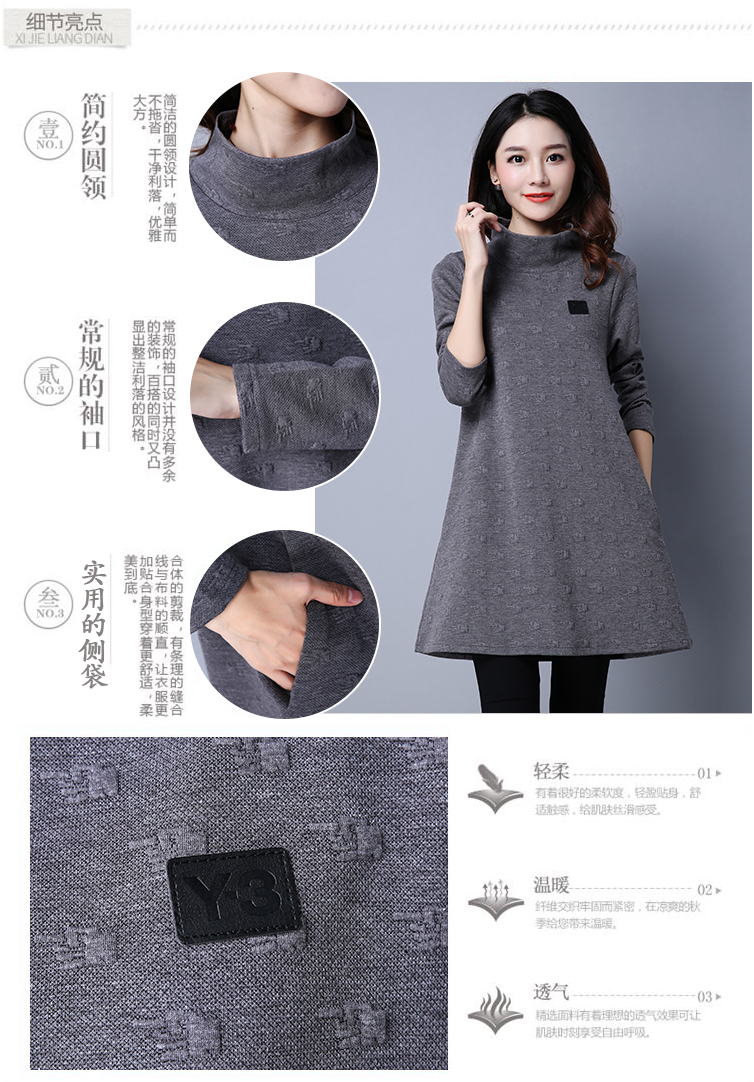 细节亮点
XI JIE LIANG DIAN
壹
NO.1
简约圆领
简洁的圆领设计，简单而
不拖沓，干净利落，优雅
大方。
贰
NO.2
常规的袖口
常规的袖口设计并没有多余
的装饰，百搭的同时又凸
显出整洁利落的风格。
叁
NO.3
实用的侧袋
合体的剪裁，有条理的缝合
线与布料的顺直，让衣服更
加贴合身型穿着更舒适，柔
美到底。
Y-3
轻柔
01
有着很好的柔软度，轻盈贴身，舒
适触感，给肌肤丝滑感受。
温暖
02
纤维交织牢固而紧密，在凉爽的秋
季给您带来温暖。
透气
03
精选面料有着理想的透气效果可让
肌肤时刻享受自由呼吸。